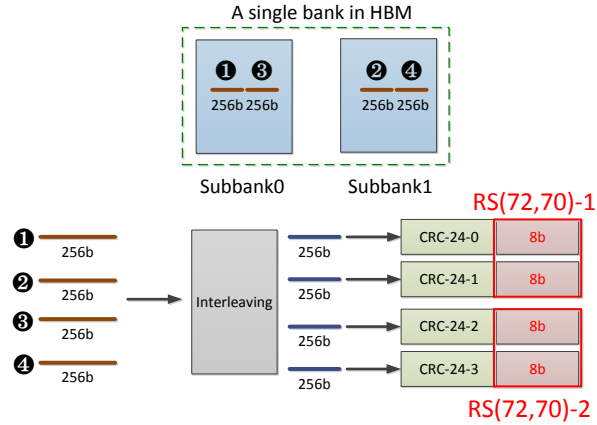 A single bank in HBM
❶ ❸ ❷ ❹
256b 256b 256b 256b
Subbank0 Subbank1
RS(72,70)-1
❶ 256b
❷ 256b
❸ 256b
❹ 256b
Interleaving
256b CRC-24-0 8b
256b CRC-24-1 8b
256b CRC-24-2 8b
256b CRC-24-3 8b
RS(72,70)-2